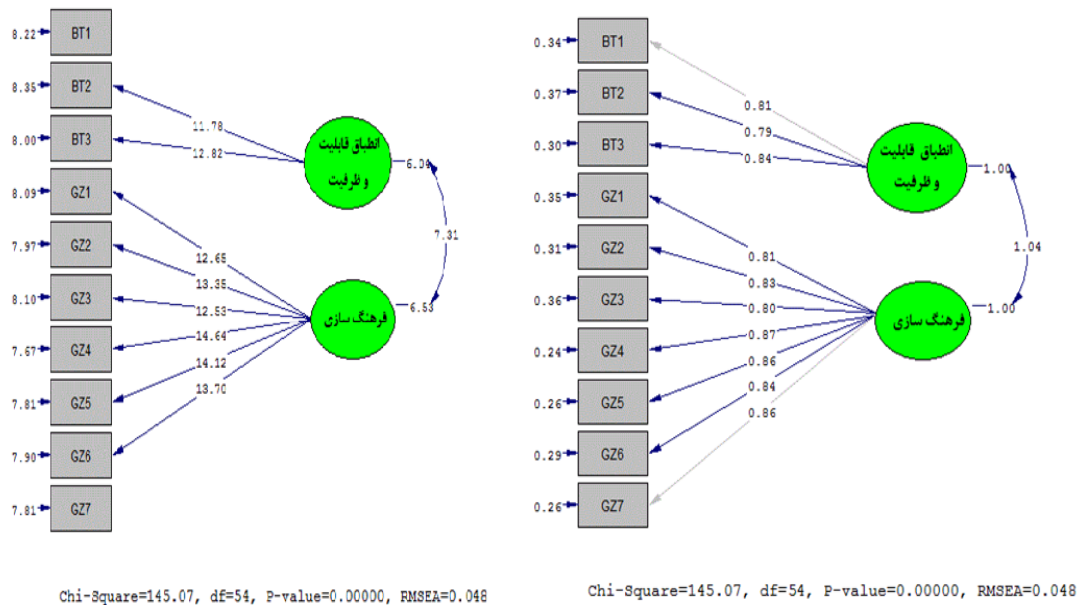 8.22 BT1
8.35 BT2
8.00 BT3
8.09 GZ1
7.97 GZ2
8.10 GZ3
7.67 GZ4
7.81 GZ5
7.90 GZ6
7.81 GZ7
11.78
12.82
12.65
13.35
12.53
14.64
14.12
13.70
انطباق قابلیت
و ظرفیت
6.04
7.31
فرهنگ سازی
6.53
Chi-Square=145.07, df=54, P-value=0.00000, RMSEA=0.048
0.34 BT1
0.37 BT2
0.30 BT3
0.35 GZ1
0.31 GZ2
0.36 GZ3
0.24 GZ4
0.26 GZ5
0.29 GZ6
0.26 GZ7
0.81
0.79
0.84
0.81
0.83
0.80
0.87
0.86
0.84
0.86
انطباق قابلیت
و ظرفیت
1.00
1.04
فرهنگ سازی
1.00
Chi-Square=145.07, df=54, P-value=0.00000, RMSEA=0.048